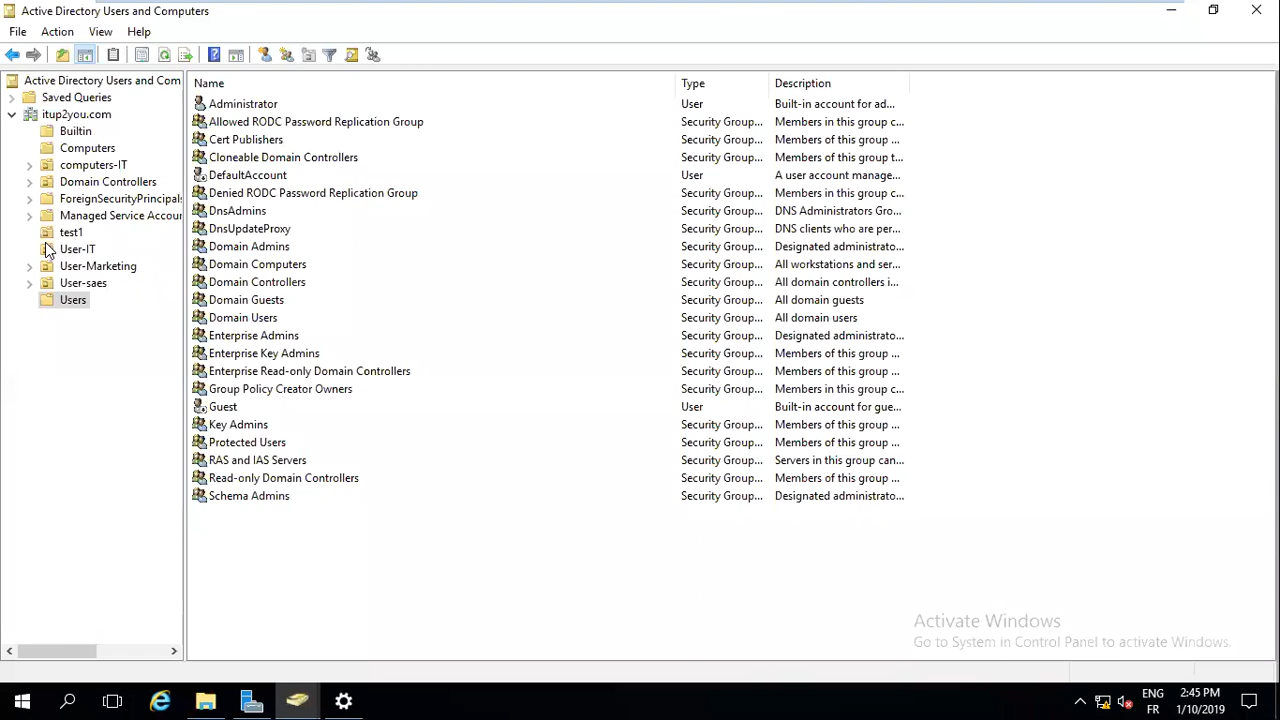 Active Directory Users and Computers
File Action View Help
Active Directory Users and Com
Saved Queries
itup2you.com
Builtin
Computers
computers-IT
Domain Controllers
ForeignSecurityPrincipals
Managed Service Accour
test1
User-IT
User-Marketing
User-saes
Users
Name Type Description
Administrator User Built-in account for ad...
Allowed RODC Password Replication Group Security Group... Members in this group c...
Cert Publishers Security Group... Members of this group ...
Cloneable Domain Controllers Security Group... Members of this group t...
DefaultAccount User A user account manage...
Denied RODC Password Replication Group Security Group... Members in this group c...
DnsAdmins Security Group... DNS Administrators Gro...
DnsUpdateProxy Security Group... DNS clients who are per...
Domain Admins Security Group... Designated administrato...
Domain Computers Security Group... All workstations and ser...
Domain Controllers Security Group... All domain controllers i...
Domain Guests Security Group... All domain guests
Domain Users Security Group... All domain users
Enterprise Admins Security Group... Designated administrato...
Enterprise Key Admins Security Group... Members of this group ...
Enterprise Read-only Domain Controllers Security Group... Members of this group ...
Group Policy Creator Owners Security Group... Members in this group c...
Guest User Built-in account for gue...
Key Admins Security Group... Members of this group ...
Protected Users Security Group... Members of this group ...
RAS and IAS Servers Security Group... Servers in this group can...
Read-only Domain Controllers Security Group... Members of this group ...
Schema Admins Security Group... Designated administrato...
Activate Windows
Go to System in Control Panel to activate Windows.
ENG 2:45 PM
FR 1/10/2019